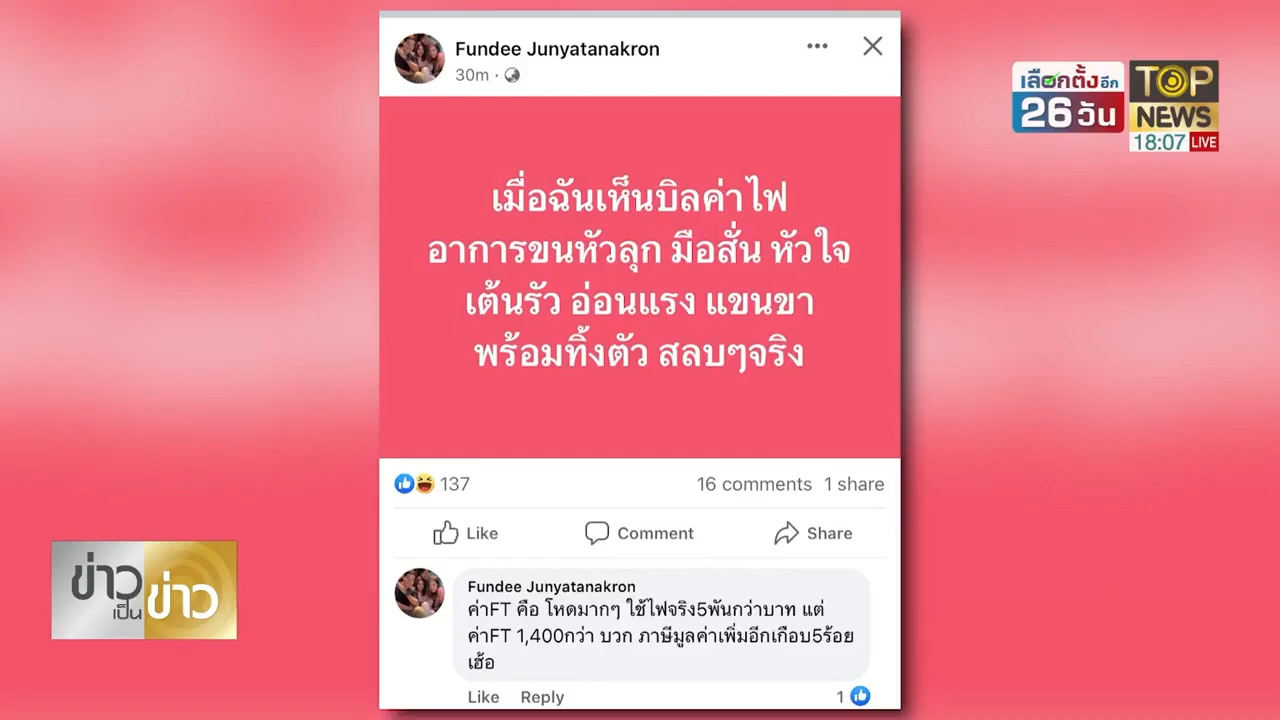 Fundee Junyatanakron
30m
เลือกตั้งอีก
26 วัน
TOP
NEWS
18:07 LIVE
เมื่อฉันเห็นบิลค่าไฟ
อาการขนหัวลุก มือสั่น หัวใจ
เต้นรัว อ่อนแรง แขนขา
พร้อมทิ้งตัว สลบๆจริง
137
16 comments 1 share
Like Comment Share
Fundee Junyatanakron
ค่าFT คือ โหดมากๆ ใช้ไฟจริง5พันกว่าบาท แต่
ค่าFT 1,400กว่า บวก ภาษีมูลค่าเพิ่มอีกเกือบ5ร้อย
เฮ้อ
Like Reply 1
ข่าว
เป็น
ข่าว